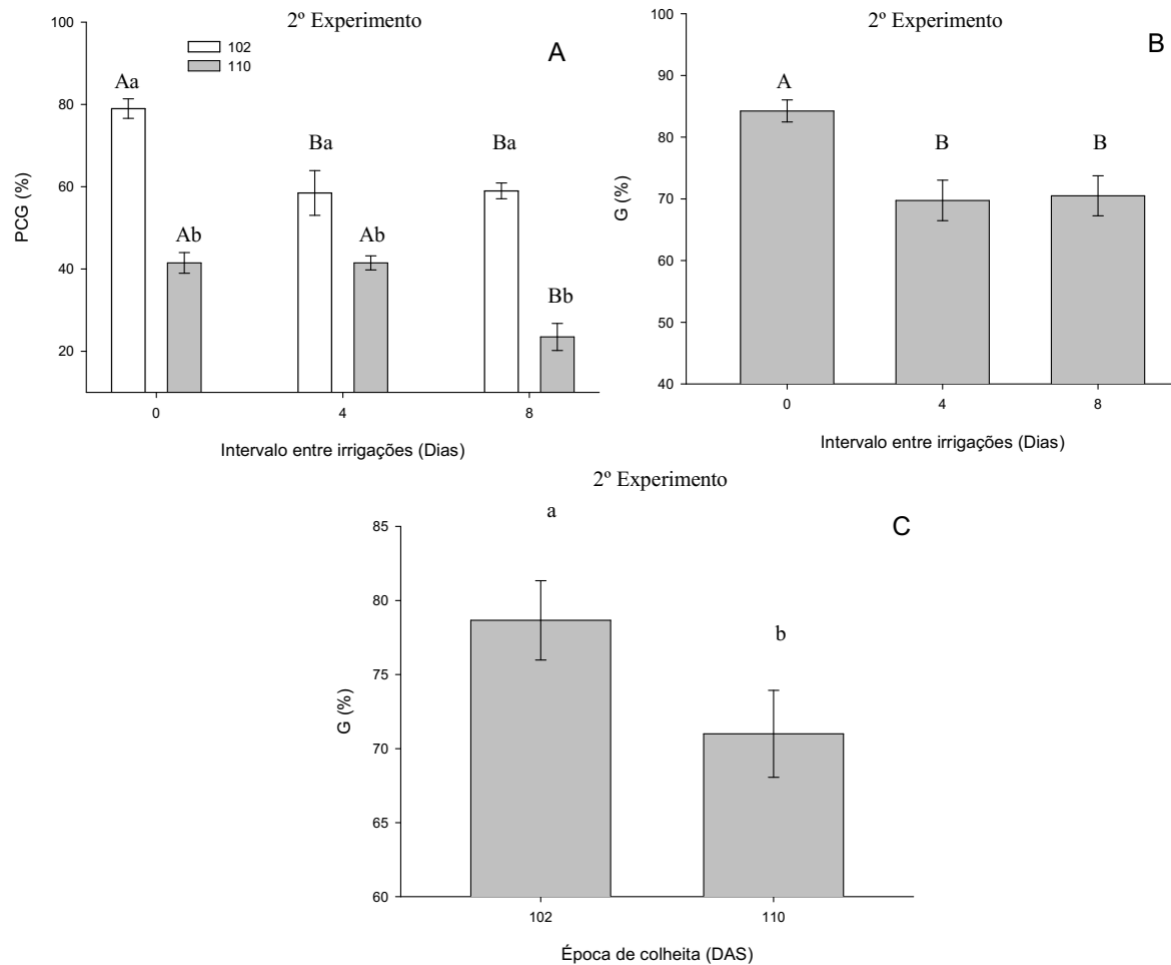 2º Experimento
A
102
110
PCG (%)
100
80
60
40
20
Aa
Ab
Ba
Ab
Ba
Bb
0
4
8
Intervalo entre irrigações (Dias)
2º Experimento
B
G (%)
100
90
80
70
60
50
40
A
B
B
0
4
8
Intervalo entre irrigações (Dias)
2º Experimento
C
G (%)
85
80
75
70
65
60
a
b
102
110
Época de colheita (DAS)